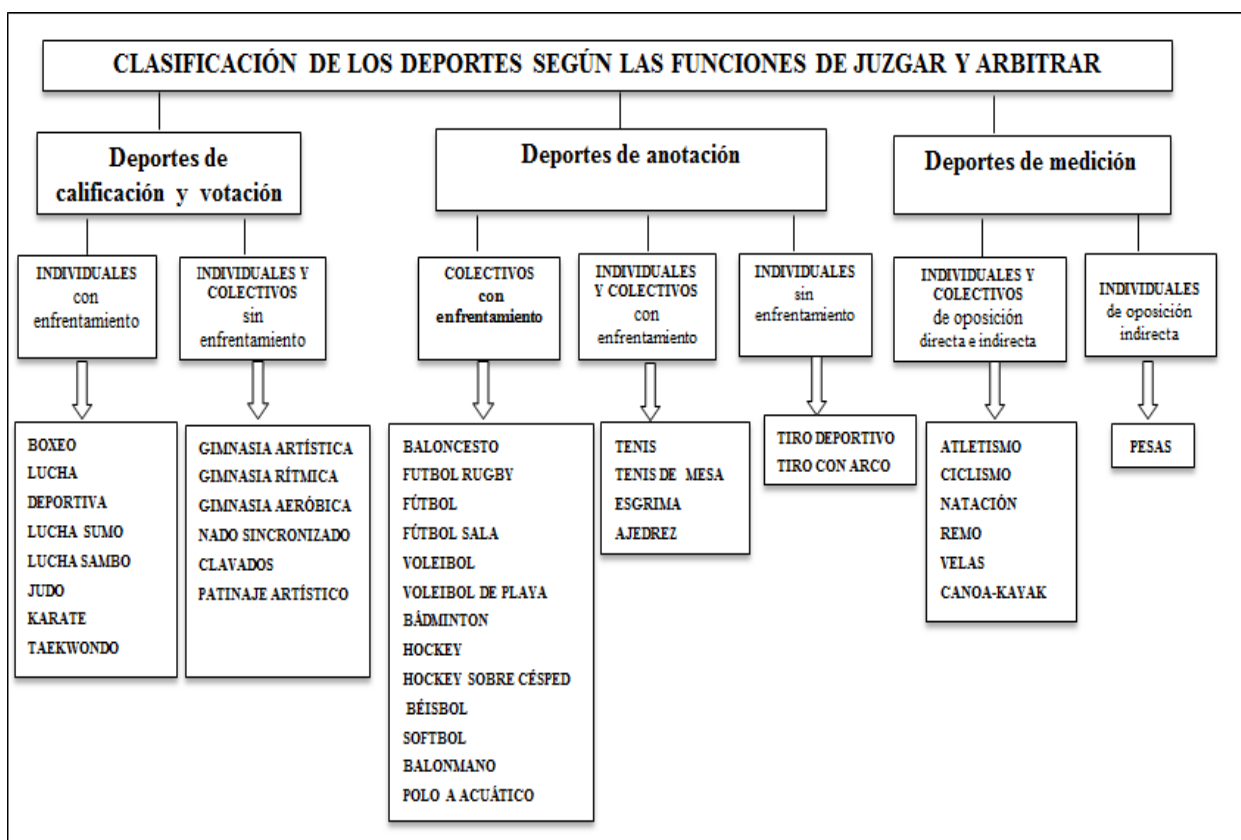 CLASIFICACIÓN DE LOS DEPORTES SEGÚN LAS FUNCIONES DE JUZGAR Y ARBITRAR
Deportes de
calificación y votación
Deportes de anotación
Deportes de medición
INDIVIDUALES
con
enfrentamiento
INDIVIDUALES Y
COLECTIVOS
sin
enfrentamiento
COLECTIVOS
con
enfrentamiento
INDIVIDUALES
Y COLECTIVOS
con
enfrentamiento
INDIVIDUALES
sin
enfrentamiento
INDIVIDUALES Y
COLECTIVOS
de oposición
directa e indirecta
INDIVIDUALES
de oposición
indirecta
BOXEO
LUCHA
DEPORTIVA
LUCHA SUMO
LUCHA SAMBO
JUDO
KARATE
TAEKWONDO
GIMNASIA ARTÍSTICA
GIMNASIA RÍTMICA
GIMNASIA AERÓBICA
NADO SINCRONIZADO
CLAVADOS
PATINAJE ARTÍSTICO
BALONCESTO
FUTBOL RUGBY
FÚTBOL
FÚTBOL SALA
VOLEIBOL
VOLEIBOL DE PLAYA
BÁDMINTON
HOCKEY
HOCKEY SOBRE CÉSPED
BÉISBOL
SOFTBOL
BALONMANO
POLO A ACUÁTICO
TENIS
TENIS DE MESA
ESGRIMA
AJEDREZ
TIRO DEPORTIVO
TIRO CON ARCO
ATLETISMO
CICLISMO
NATACIÓN
REMO
VELAS
CANOA-KAYAK
PESAS